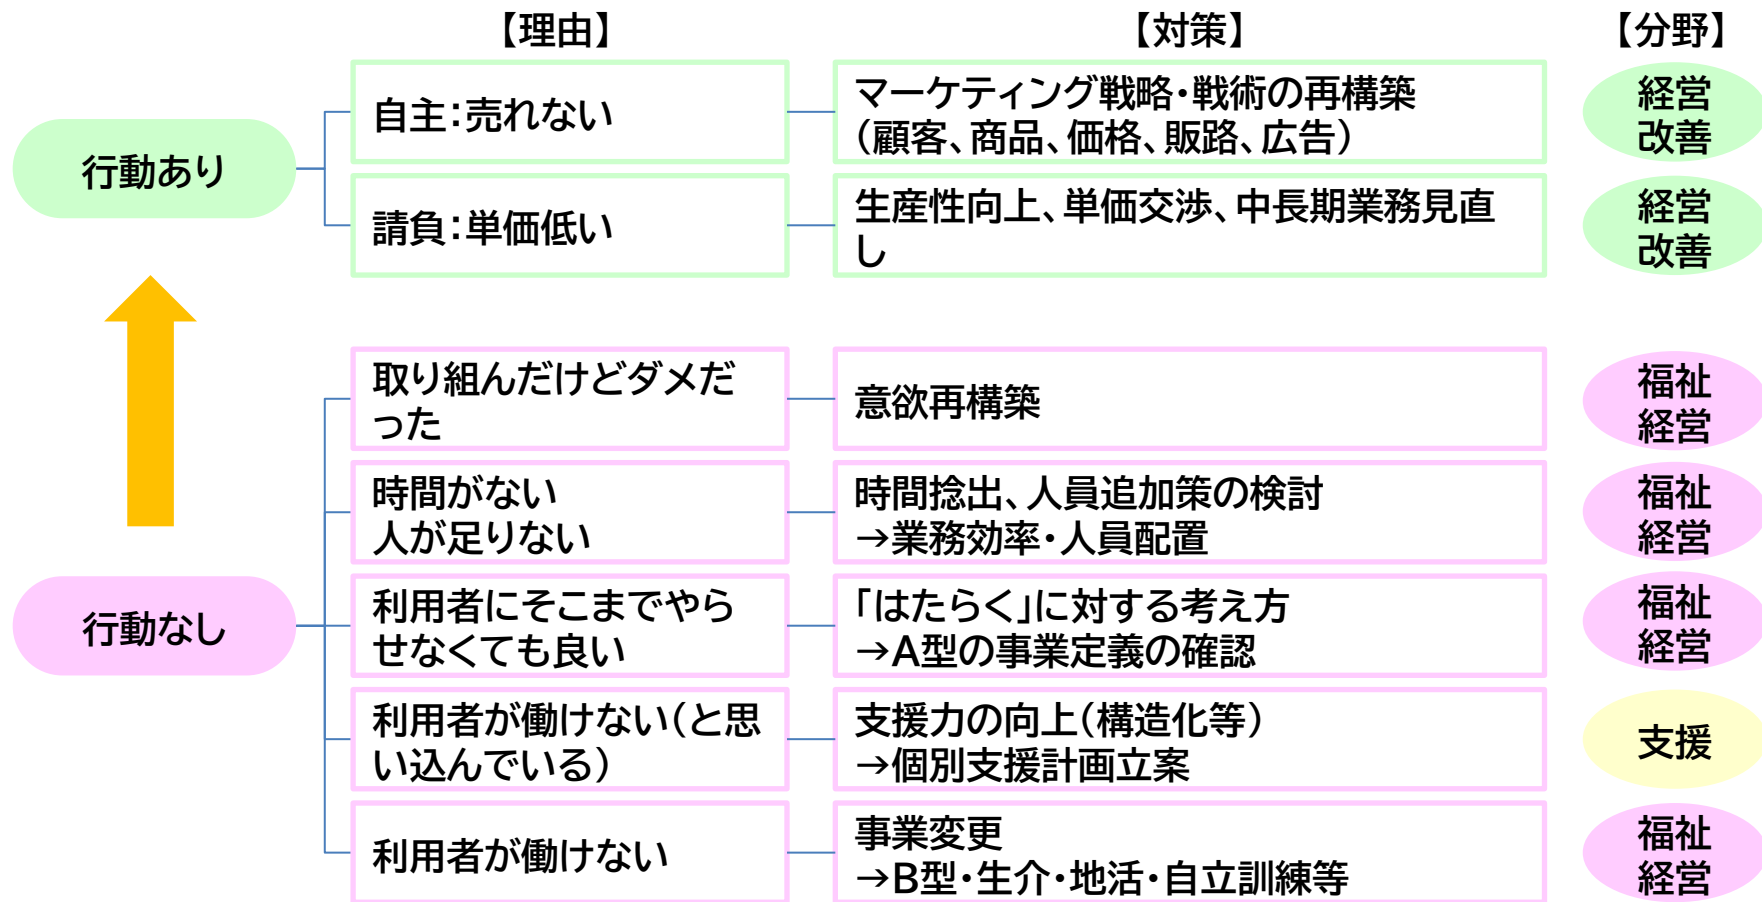 【理由】
【対策】
【分野】
行動あり
自主：売れない
マーケティング戦略・戦術の再構築
（顧客、商品、価格、販路、広告）
経営
改善
請負：単価低い
生産性向上、単価交渉、中長期業務見直
し
経営
改善
行動なし
取り組んだけどダメだ
った
意欲再構築
福祉
経営
時間がない
人が足りない
時間捻出、人員追加策の検討
→業務効率・人員配置
福祉
経営
利用者にそこまでやら
せなくても良い
「はたらく」に対する考え方
→A型の事業定義の確認
福祉
経営
利用者が働けない（と思
い込んでいる）
支援力の向上（構造化等）
→個別支援計画立案
支援
利用者が働けない
事業変更
→B型・生介・地活・自立訓練等
福祉
経営